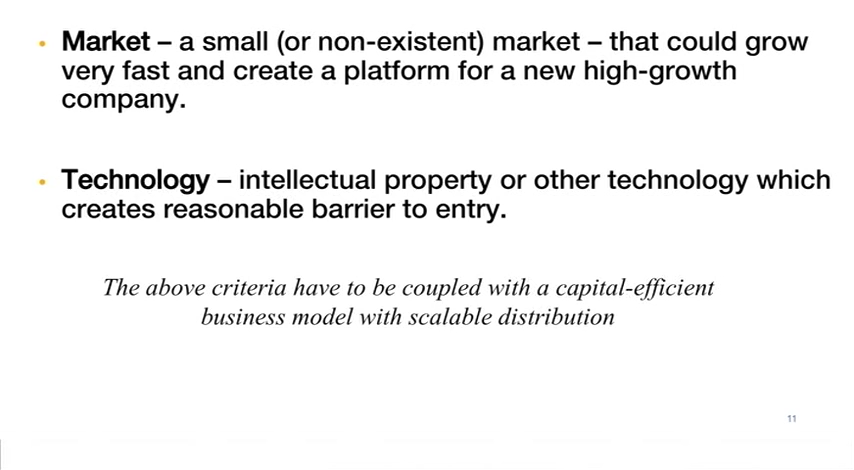 • Market – a small (or non-existent) market – that could grow
very fast and create a platform for a new high-growth
company.
• Technology – intellectual property or other technology which
creates reasonable barrier to entry.
The above criteria have to be coupled with a capital-efficient
business model with scalable distribution
11